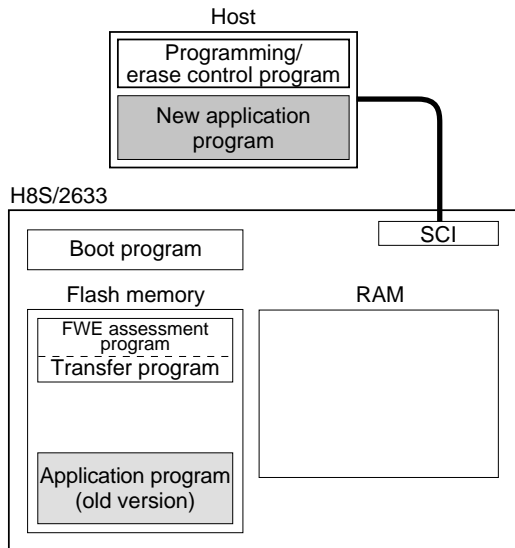 Host
Programming/
erase control program
New application
program
H8S/2633
SCI
Boot program
Flash memory
RAM
FWE assessment
program
Transfer program
Application program
(old version)